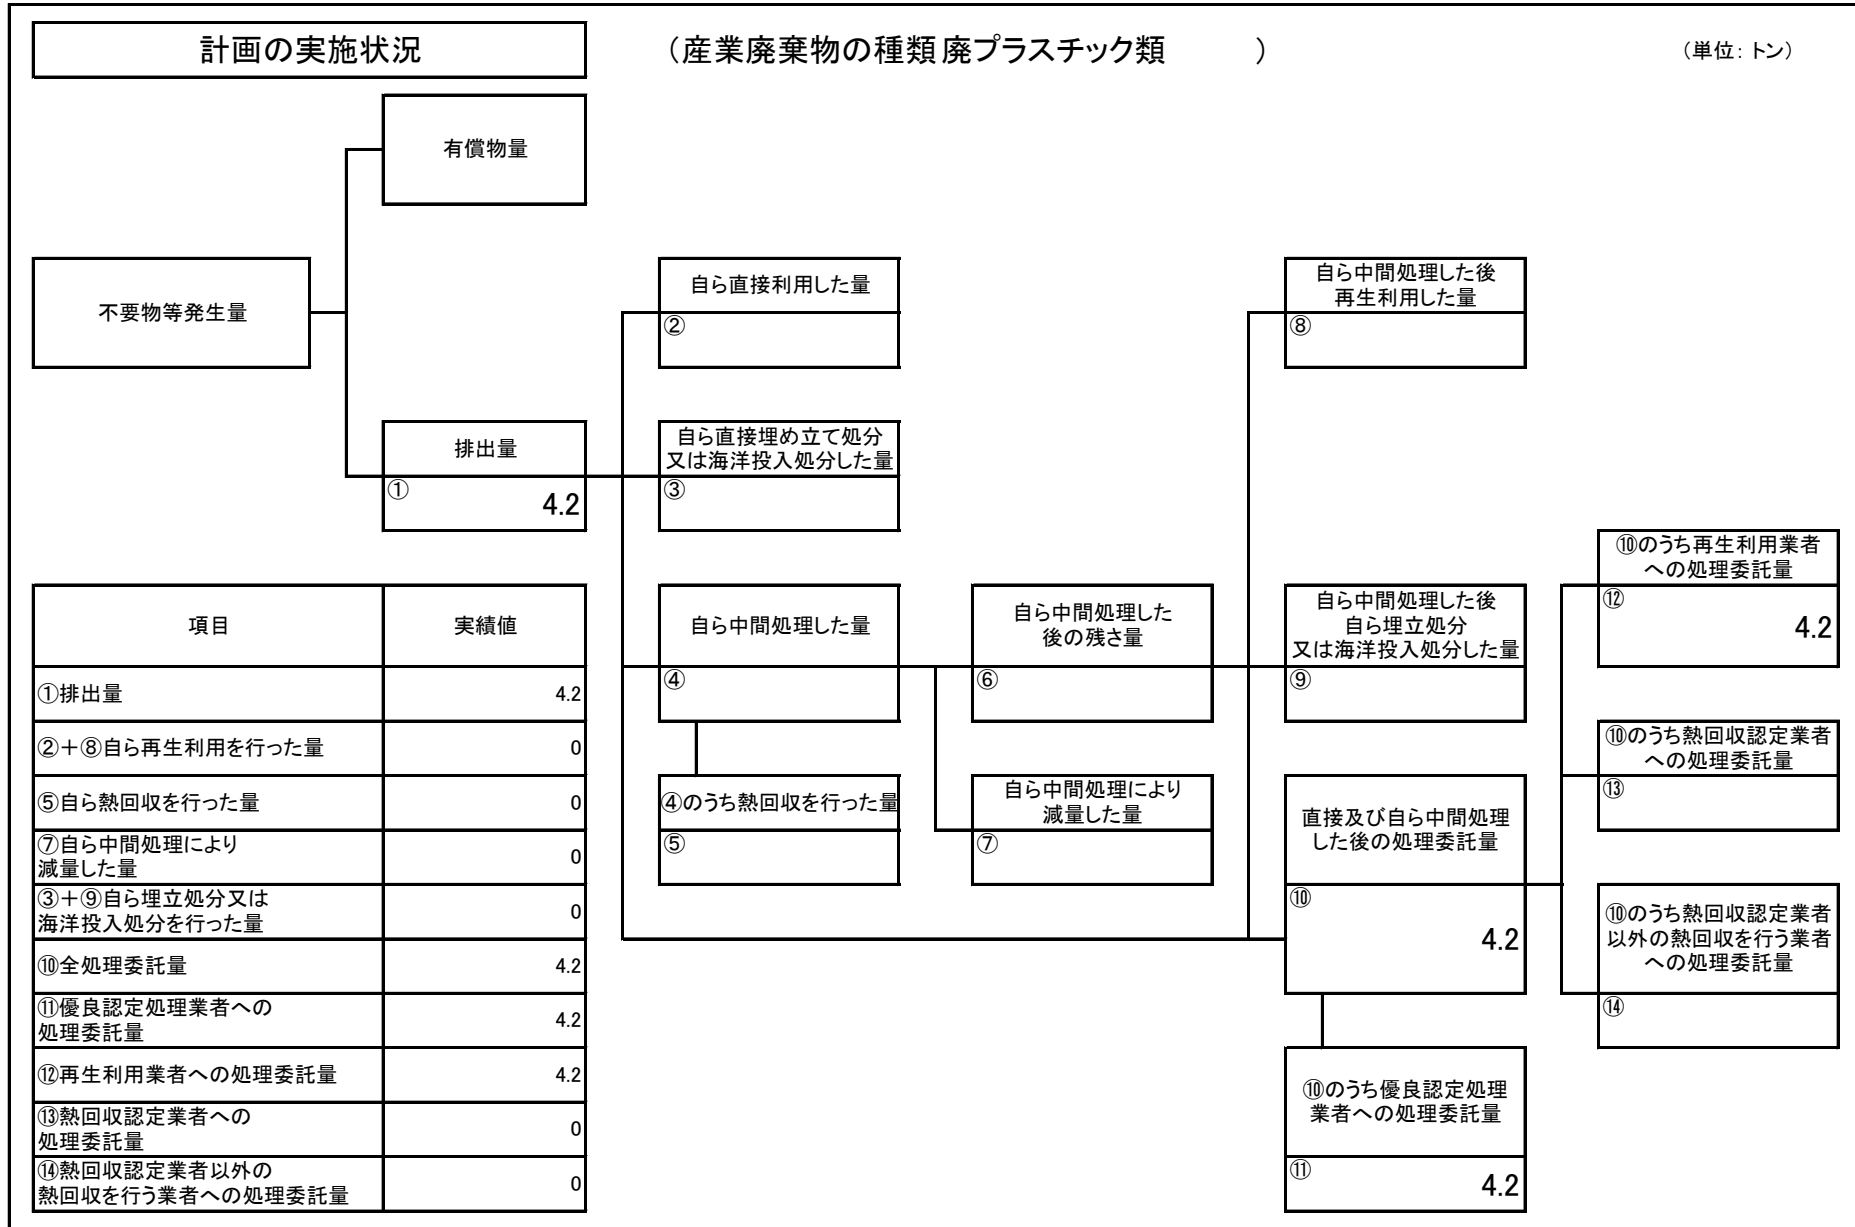 計画の実施状況
（産業廃棄物の種類 廃プラスチック類　　　）
（単位：トン）
有償物量
不要物等発生量
自ら直接利用した量
②
自ら中間処理した後
再生利用した量
⑧
排出量
① 4.2
自ら直接埋め立て処分
又は海洋投入処分した量
③
⑩のうち再生利用業者
への処理委託量
⑫ 4.2
項目 実績値
①排出量 4.2
②＋⑧自ら再生利用を行った量 0
⑤自ら熱回収を行った量 0
⑦自ら中間処理により
減量した量 0
③＋⑨自ら埋立処分又は
海洋投入処分を行った量 0
⑩全処理委託量 4.2
⑪優良認定処理業者への
処理委託量 4.2
⑫再生利用業者への処理委託量 4.2
⑬熱回収認定業者への
処理委託量 0
⑭熱回収認定業者以外の
熱回収を行う業者への処理委託量 0
自ら中間処理した量
④
自ら中間処理した
後の残さ量
⑥
自ら中間処理した後
自ら埋立処分
又は海洋投入処分した量
⑨
④のうち熱回収を行った量
⑤
自ら中間処理により
減量した量
⑦
直接及び自ら中間処理
した後の処理委託量
⑩ 4.2
⑩のうち熱回収認定業者
への処理委託量
⑬
⑩のうち熱回収認定業者
以外の熱回収を行う業者
への処理委託量
⑭
⑩のうち優良認定処理
業者への処理委託量
⑪ 4.2